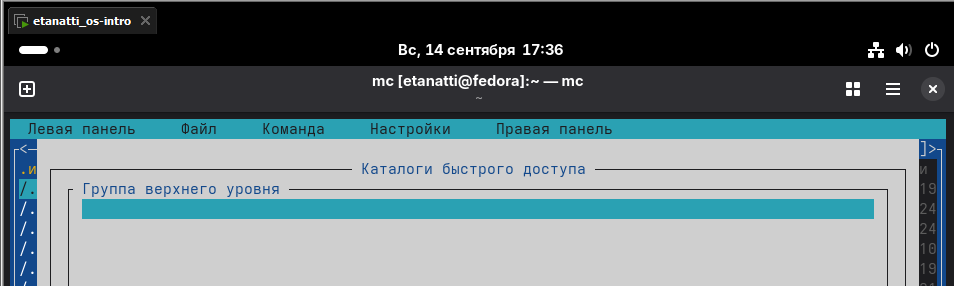 etanatti_os-intro
Вс, 14 сентября 17:36
mc [etanatti@fedora]:~ — mc
~
Левая панель Файл Команда Настройки Правая панель
Каталоги быстрого доступа
.и и
Группа верхнего уровня
/. 19
/. 24
/. 24
/. 10
/. 19